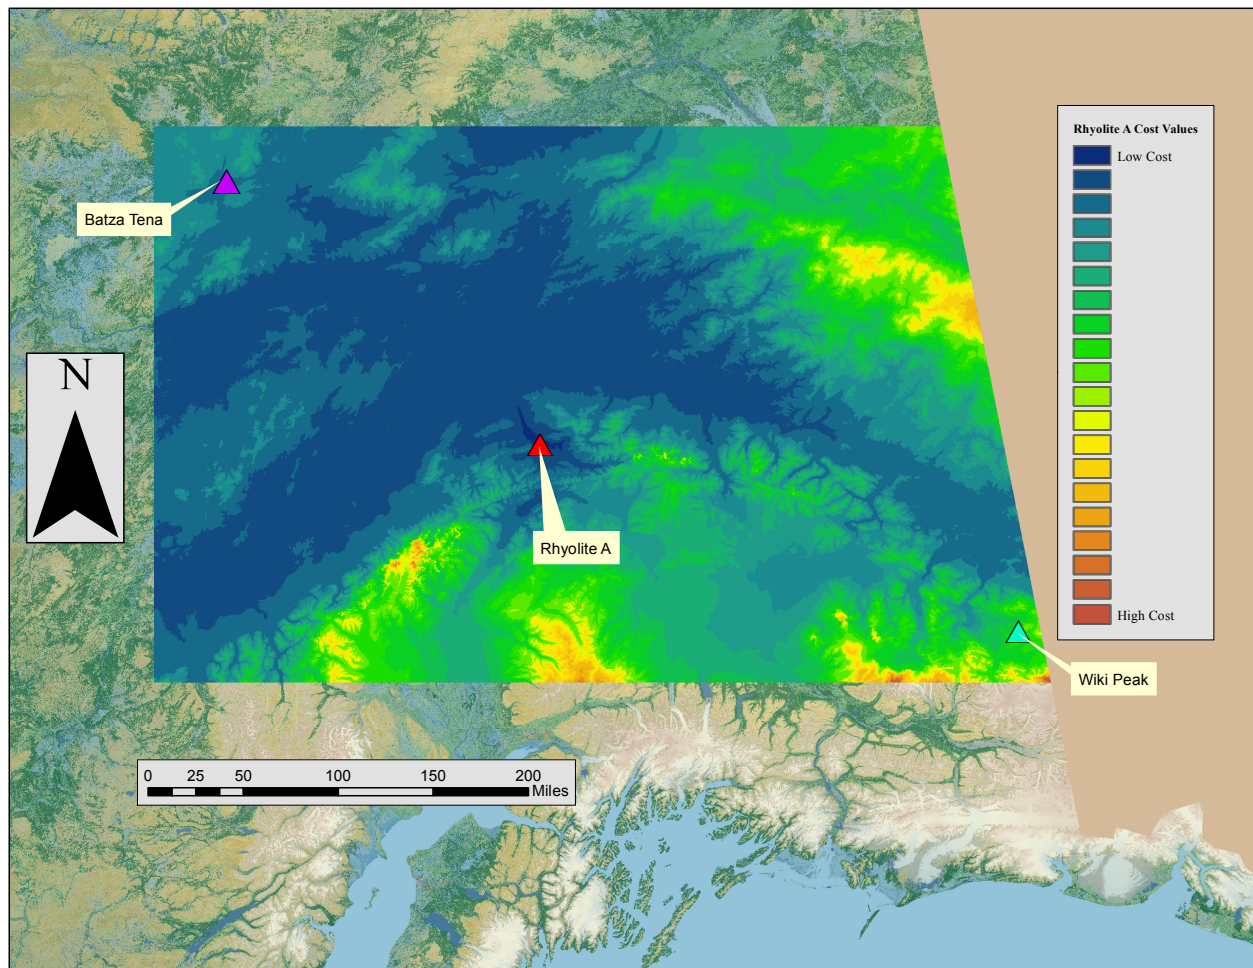 Rhyolite A Cost Values
Low Cost
Batza Tena
N
Rhyolite A
High Cost
Wiki Peak
0 25 50 100 150 200
Miles